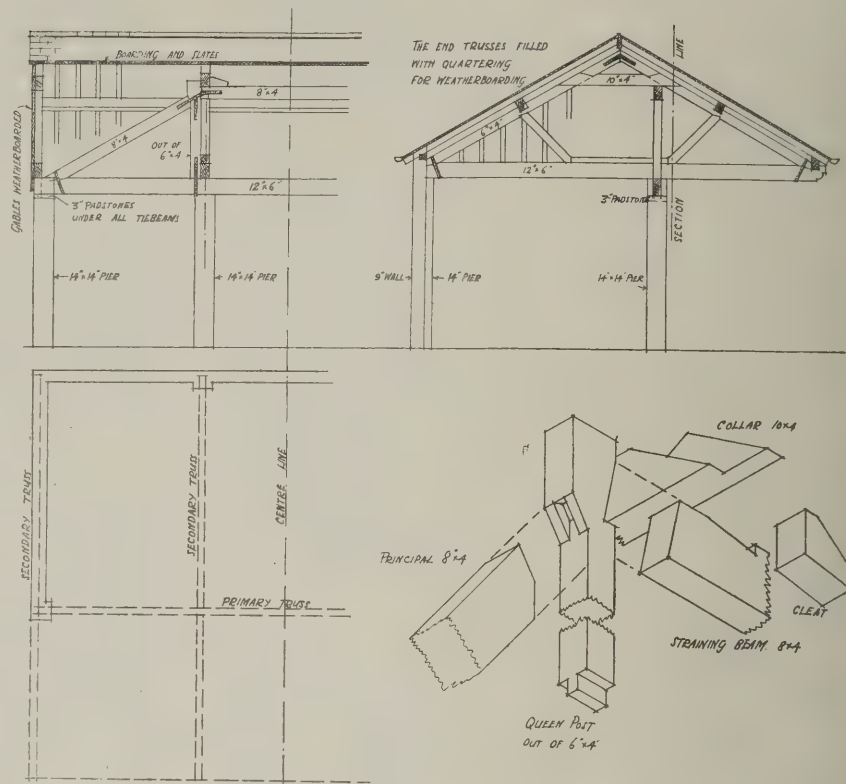 BOARDING AND SLATES
8"×4
8"×4
OUT OF
6"×4
12"×6"
GABLES WEATHERBOARDED
3" PADSTONES
UNDER ALL TIEBEAMS
14"×14" PIER
14"×14" PIER
THE END TRUSSES FILLED
WITH QUARTERING
FOR WEATHERBOARDING
LINE
10"×4"
6"×4"
12"×6"
3" PADSTONE
SECTION
9" WALL
14" PIER
14"×14" PIER
SECONDARY TRUSS
SECONDARY TRUSS
CENTRE LINE
PRIMARY TRUSS
COLLAR 10×4
PRINCIPAL 8"×4
CLEAT
STRAINING BEAM. 8×4
QUEEN POST
OUT OF 6"×4"